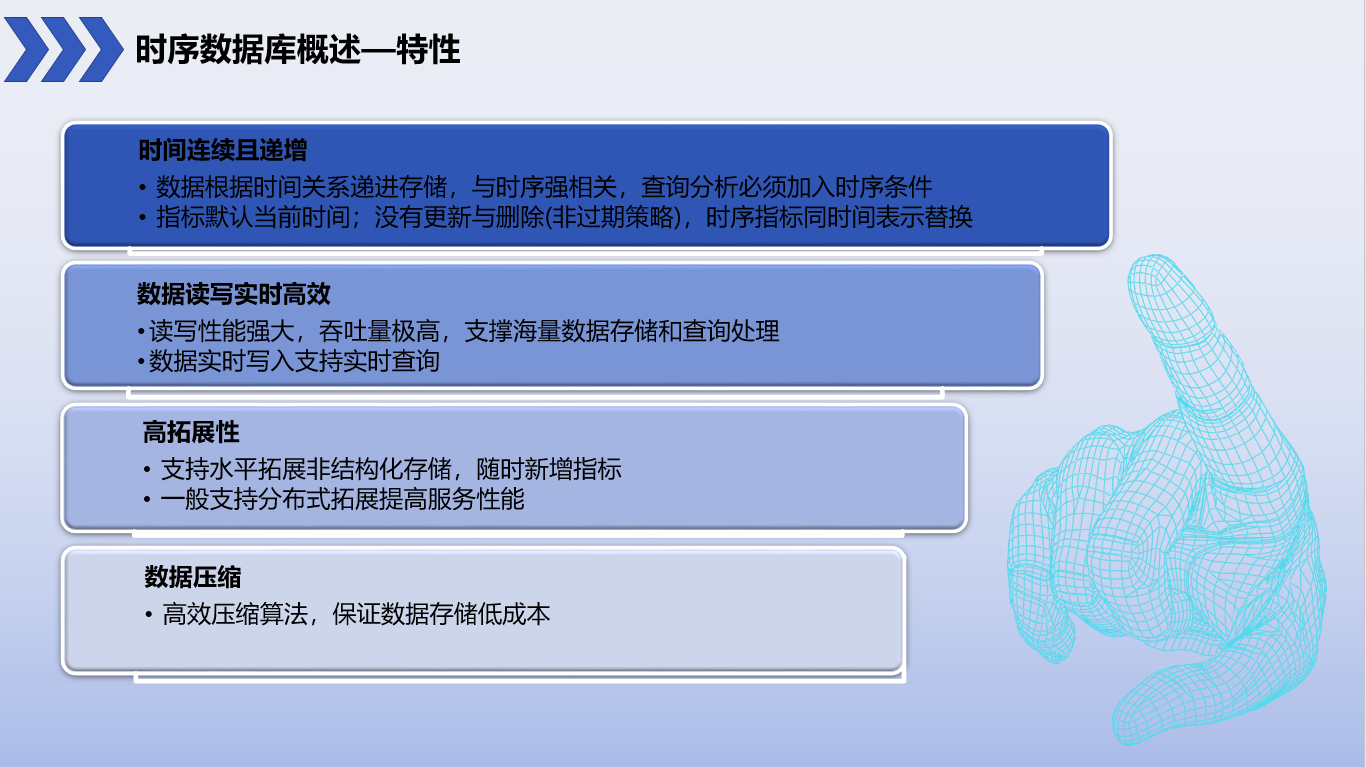 时序数据库概述—特性
时间连续且递增
• 数据根据时间关系递进存储，与时序强相关，查询分析必须加入时序条件
• 指标默认当前时间；没有更新与删除(非过期策略)，时序指标同时间表示替换
数据读写实时高效
•读写性能强大，吞吐量极高，支撑海量数据存储和查询处理
•数据实时写入支持实时查询
高拓展性
• 支持水平拓展非结构化存储，随时新增指标
• 一般支持分布式拓展提高服务性能
数据压缩
• 高效压缩算法，保证数据存储低成本